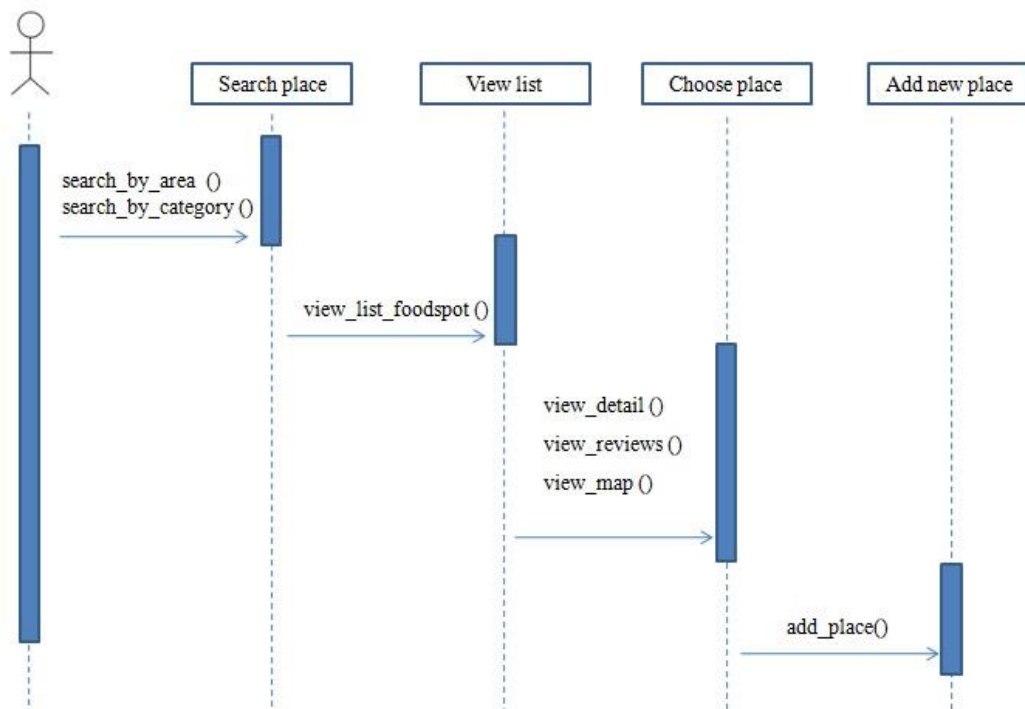 Search place
View list
Choose place
Add new place
search_by_area ()
search_by_category ()
view_list_foodspot ()
view_detail ()
view_reviews ()
view_map ()
add_place()